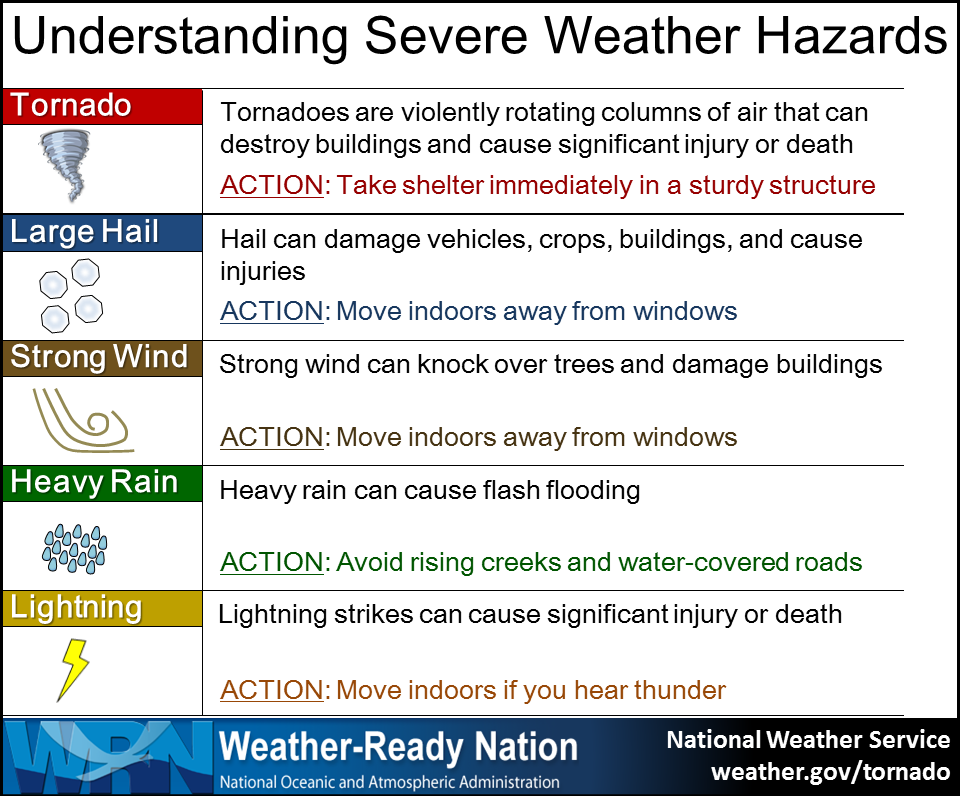 Understanding Severe Weather Hazards
Tornado
Tornadoes are violently rotating columns of air that can
destroy buildings and cause significant injury or death
ACTION: Take shelter immediately in a sturdy structure
Large Hail
Hail can damage vehicles, crops, buildings, and cause
injuries
ACTION: Move indoors away from windows
Strong Wind
Strong wind can knock over trees and damage buildings
ACTION: Move indoors away from windows
Heavy Rain
Heavy rain can cause flash flooding
ACTION: Avoid rising creeks and water-covered roads
Lightning
Lightning strikes can cause significant injury or death
ACTION: Move indoors if you hear thunder
WRN
Weather-Ready Nation
National Oceanic and Atmospheric Administration
National Weather Service
weather.gov/tornado